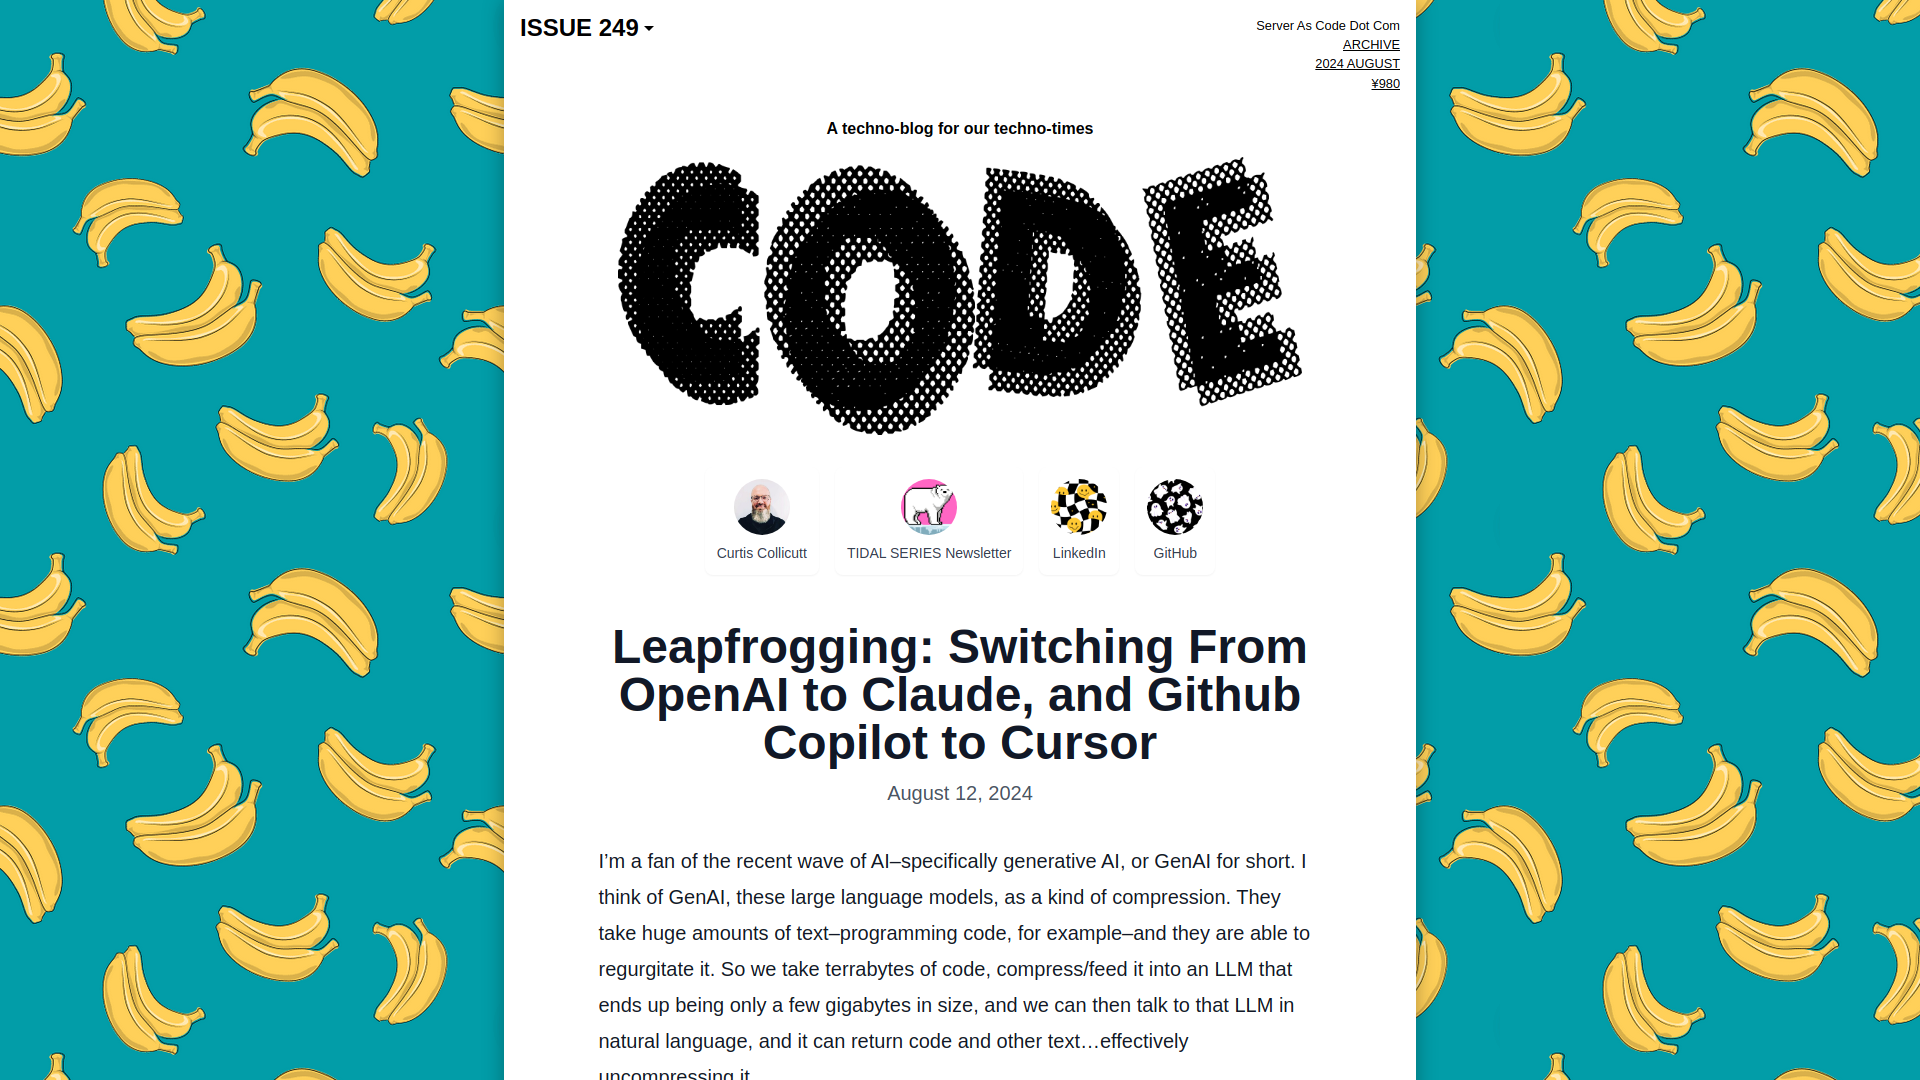 ISSUE 249
Server As Code Dot Com
ARCHIVE
2024 AUGUST
¥980
A techno-blog for our techno-times
CODE
Curtis Collicutt
TIDAL SERIES Newsletter
LinkedIn
GitHub
Leapfrogging: Switching From
OpenAI to Claude, and Github
Copilot to Cursor
August 12, 2024
I’m a fan of the recent wave of AI–specifically generative AI, or GenAI for short. I
think of GenAI, these large language models, as a kind of compression. They
take huge amounts of text–programming code, for example–and they are able to
regurgitate it. So we take terrabytes of code, compress/feed it into an LLM that
ends up being only a few gigabytes in size, and we can then talk to that LLM in
natural language, and it can return code and other text…effectively
uncompressing it.